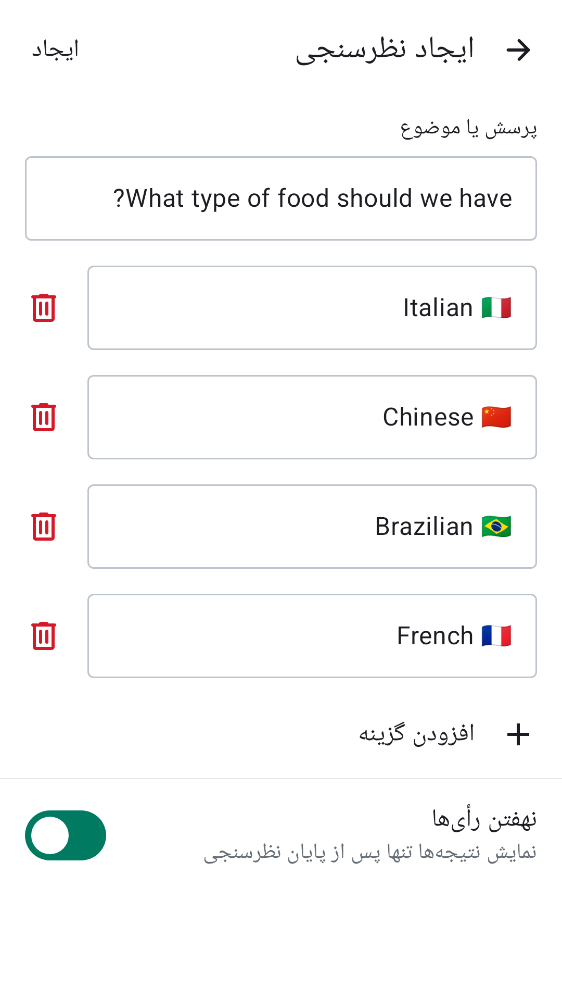 ایجاد نظرسنجی
ایجاد
پرسش یا موضوع
What type of food should we have?
🇮🇹 Italian
🇨🇳 Chinese
🇧🇷 Brazilian
🇫🇷 French
افزودن گزینه
نهفتن رأی‌ها
نمایش نتیجه‌ها تنها پس از پایان نظرسنجی